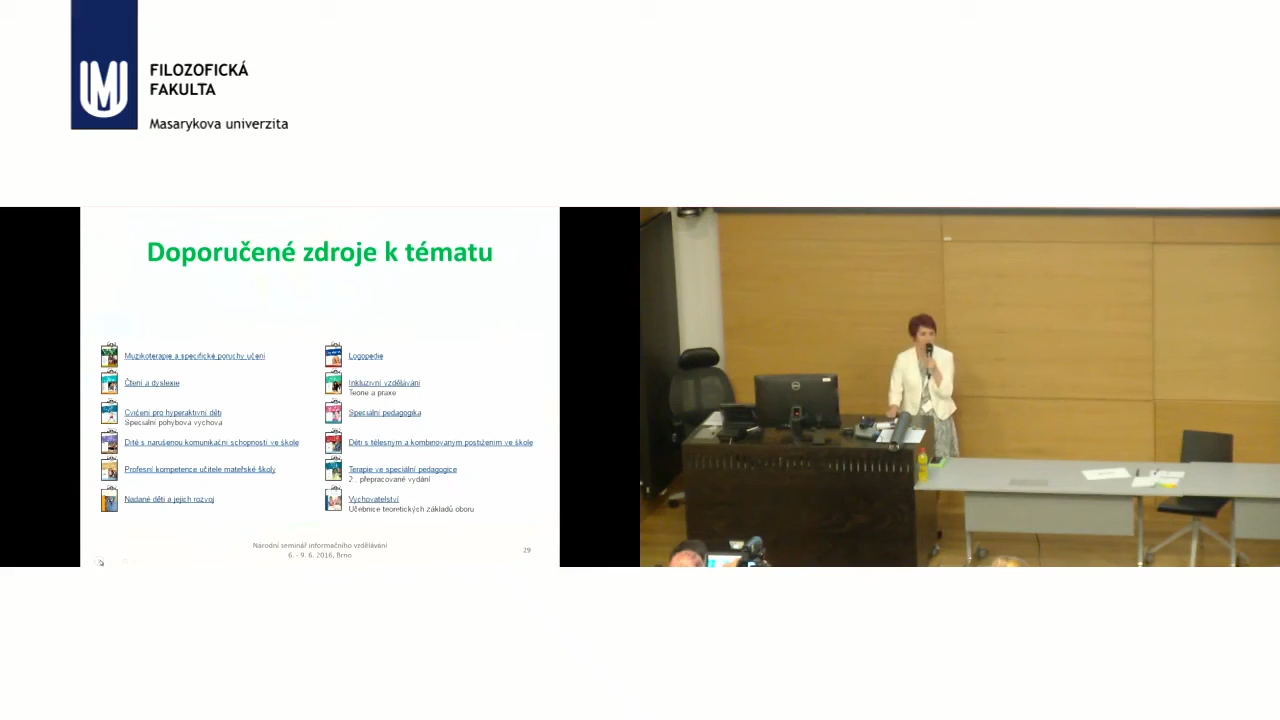 FILOZOFICKÁ
FAKULTA
Masarykova univerzita
Doporučené zdroje k tématu
Muzikoterapie a specifické poruchy učení
Čtení a dyslexie
Cvičení pro hyperaktivní děti
Speciální pohybová výchova
Dítě s narušenou komunikační schopností ve škole
Profesní kompetence učitele mateřské školy
Nadané děti a jejich rozvoj
Logopedie
Inkluzivní vzdělávání
Teorie a praxe
Speciální pedagogika
Děti s tělesným a kombinovaným postižením ve škole
Terapie ve speciální pedagogice
2., přepracované vydání
Vychovatelství
Učebnice teoretických základů oboru
Národní seminář informačního vzdělávání
6. - 9. 6. 2016, Brno
29
DELL